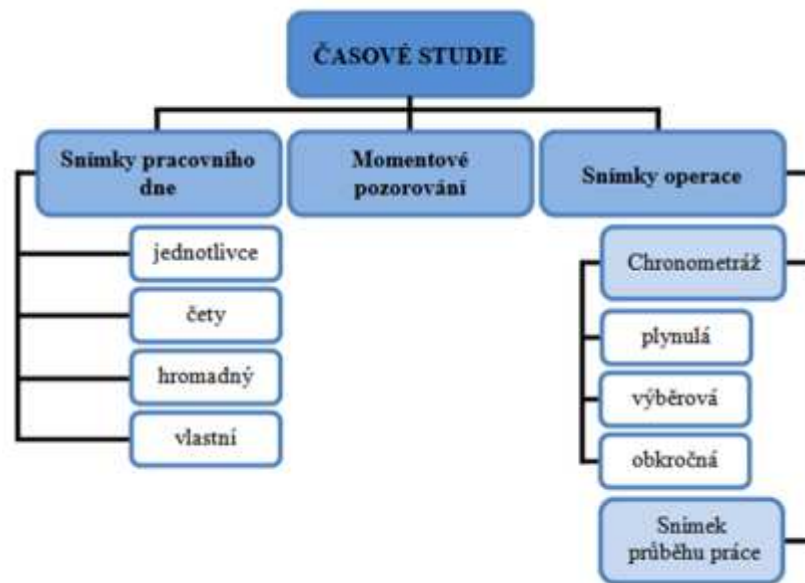 ČASOVÉ STUDIE
Snímky pracovního
dne
Momentové
pozorování
Snímky operace
jednotlivce
čety
hromadný
vlastní
Chronometráž
plynulá
výběrová
obkročná
Snímek
průběhu práce